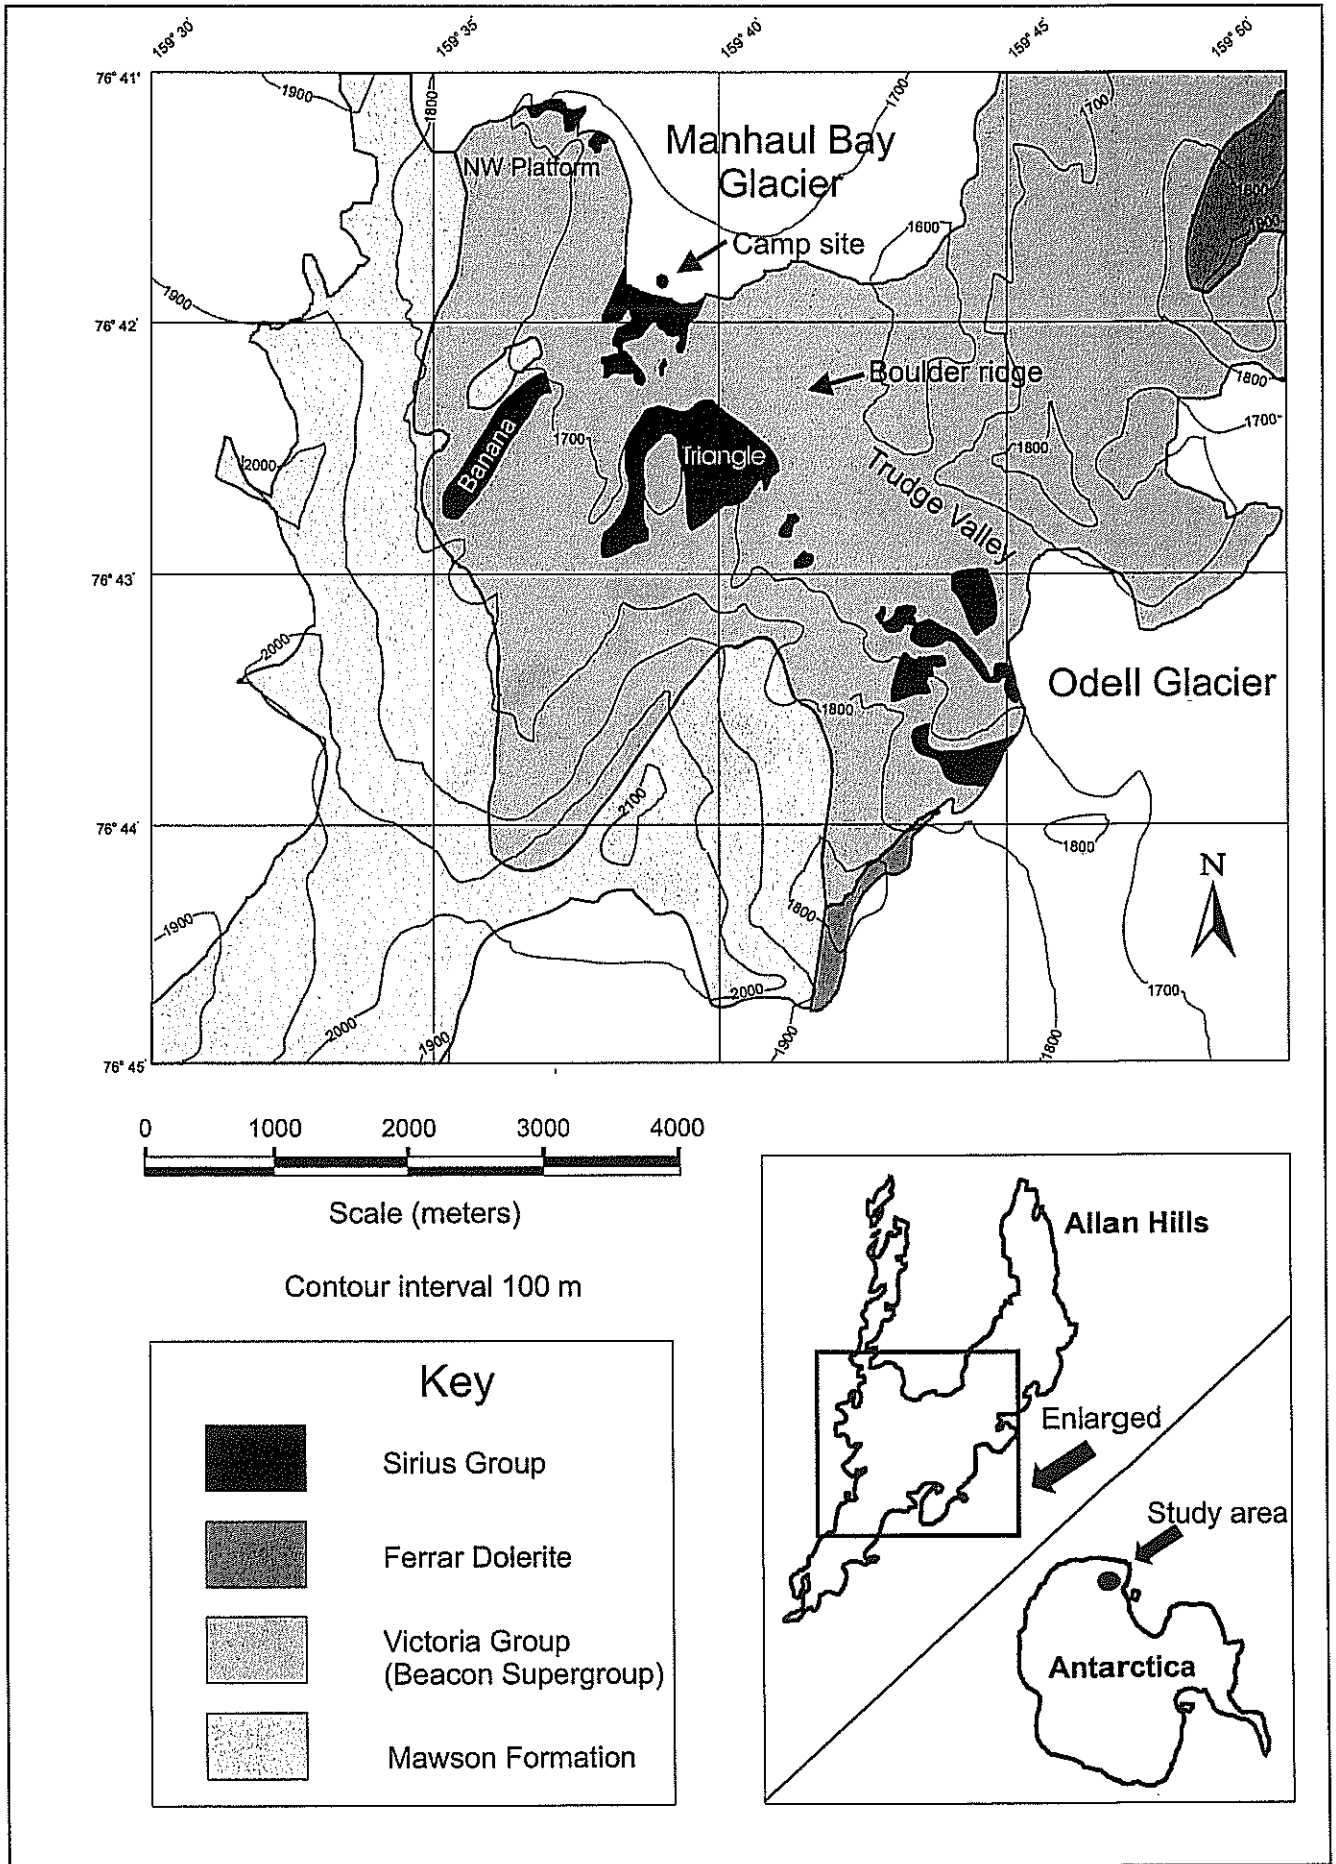 159° 30'
159° 35'
159° 40'
159° 45'
159° 50'
76° 41'
1900
1800
1700
1700
Manhaul Bay
Glacier
NW Platform
1800
1600
1900
Camp site
1900
76° 42'
Boulder ridge
1800
1700
1700
Banana
Triangle
1800
2000
Trudge Valley
76° 43'
2000
Odell Glacier
1800
2100
76° 44'
1800
N
1900
1800
2000
1700
2000
1900
1900
1800
76° 45'
0 1000 2000 3000 4000
Scale (meters)
Contour interval 100 m
Key
Sirius Group
Ferrar Dolerite
Victoria Group
(Beacon Supergroup)
Mawson Formation
Allan Hills
Enlarged
Study area
Antarctica